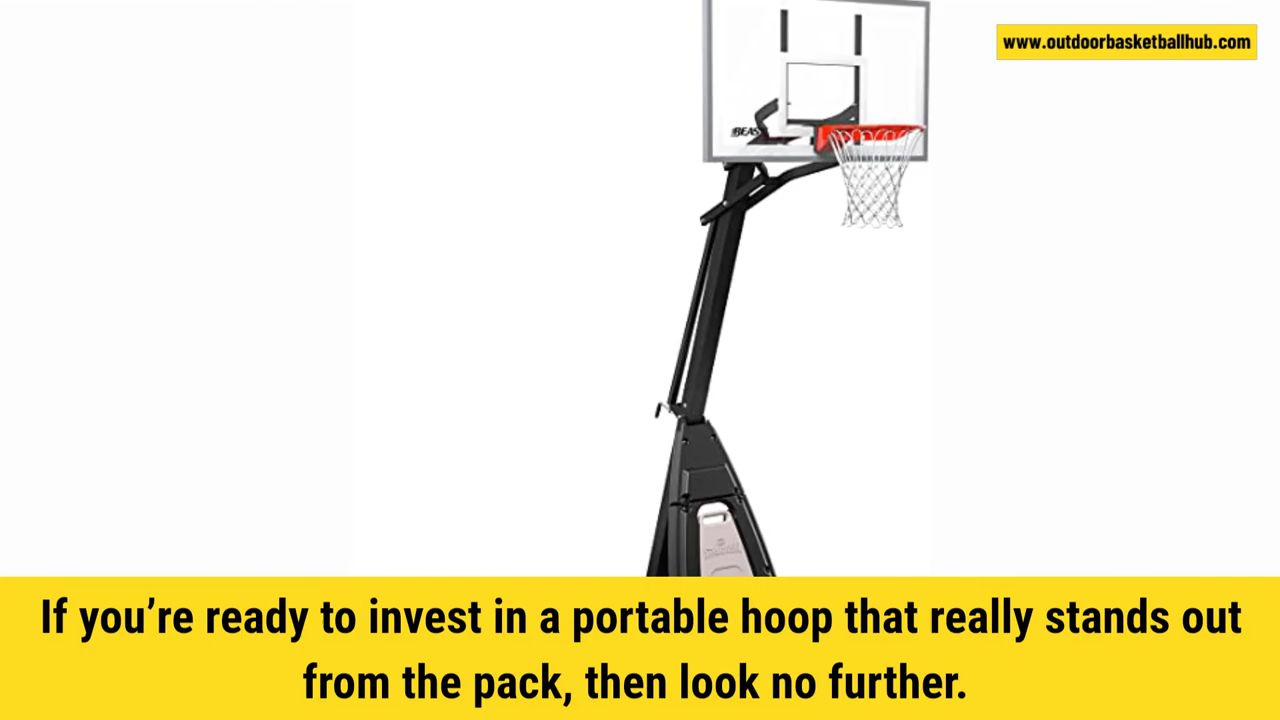 www.outdoorbasketballhub.com
If you’re ready to invest in a portable hoop that really stands out
from the pack, then look no further.